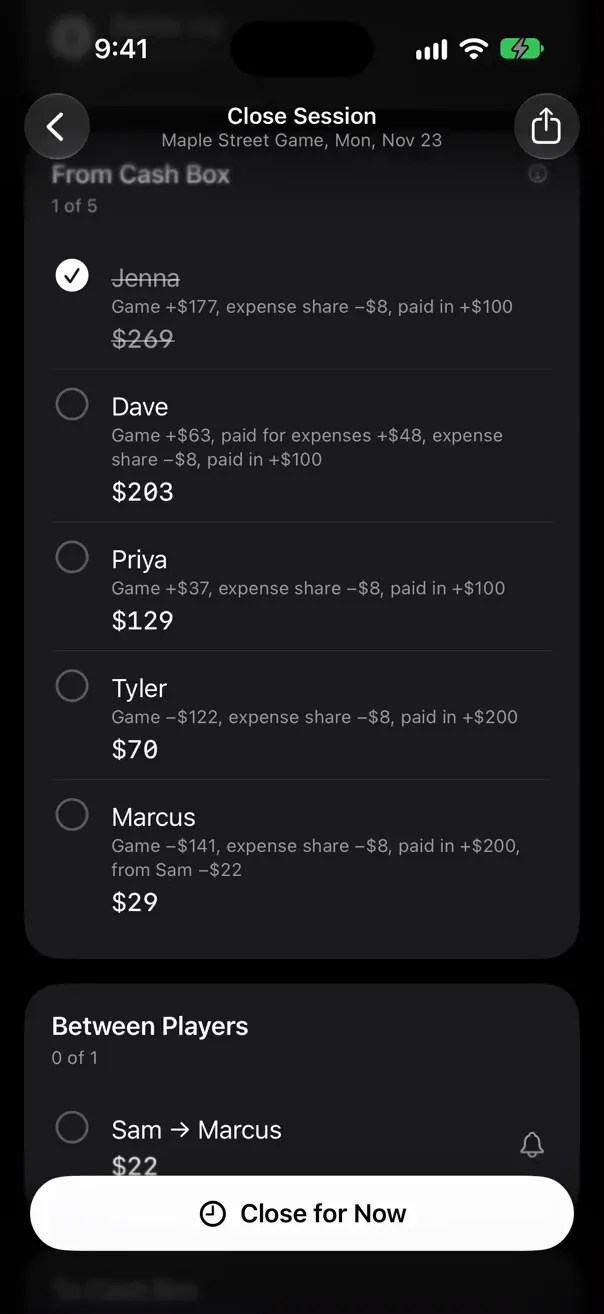 9:41
Close Session
Maple Street Game, Mon, Nov 23
From Cash Box
1 of 5
Jenna
Game +$177, expense share −$8, paid in +$100
$269
Dave
Game +$63, paid for expenses +$48, expense
share −$8, paid in +$100
$203
Priya
Game +$37, expense share −$8, paid in +$100
$129
Tyler
Game −$122, expense share −$8, paid in +$200
$70
Marcus
Game −$141, expense share −$8, paid in +$200,
from Sam −$22
$29
Between Players
0 of 1
Sam → Marcus
$22
Close for Now
To Cash Box